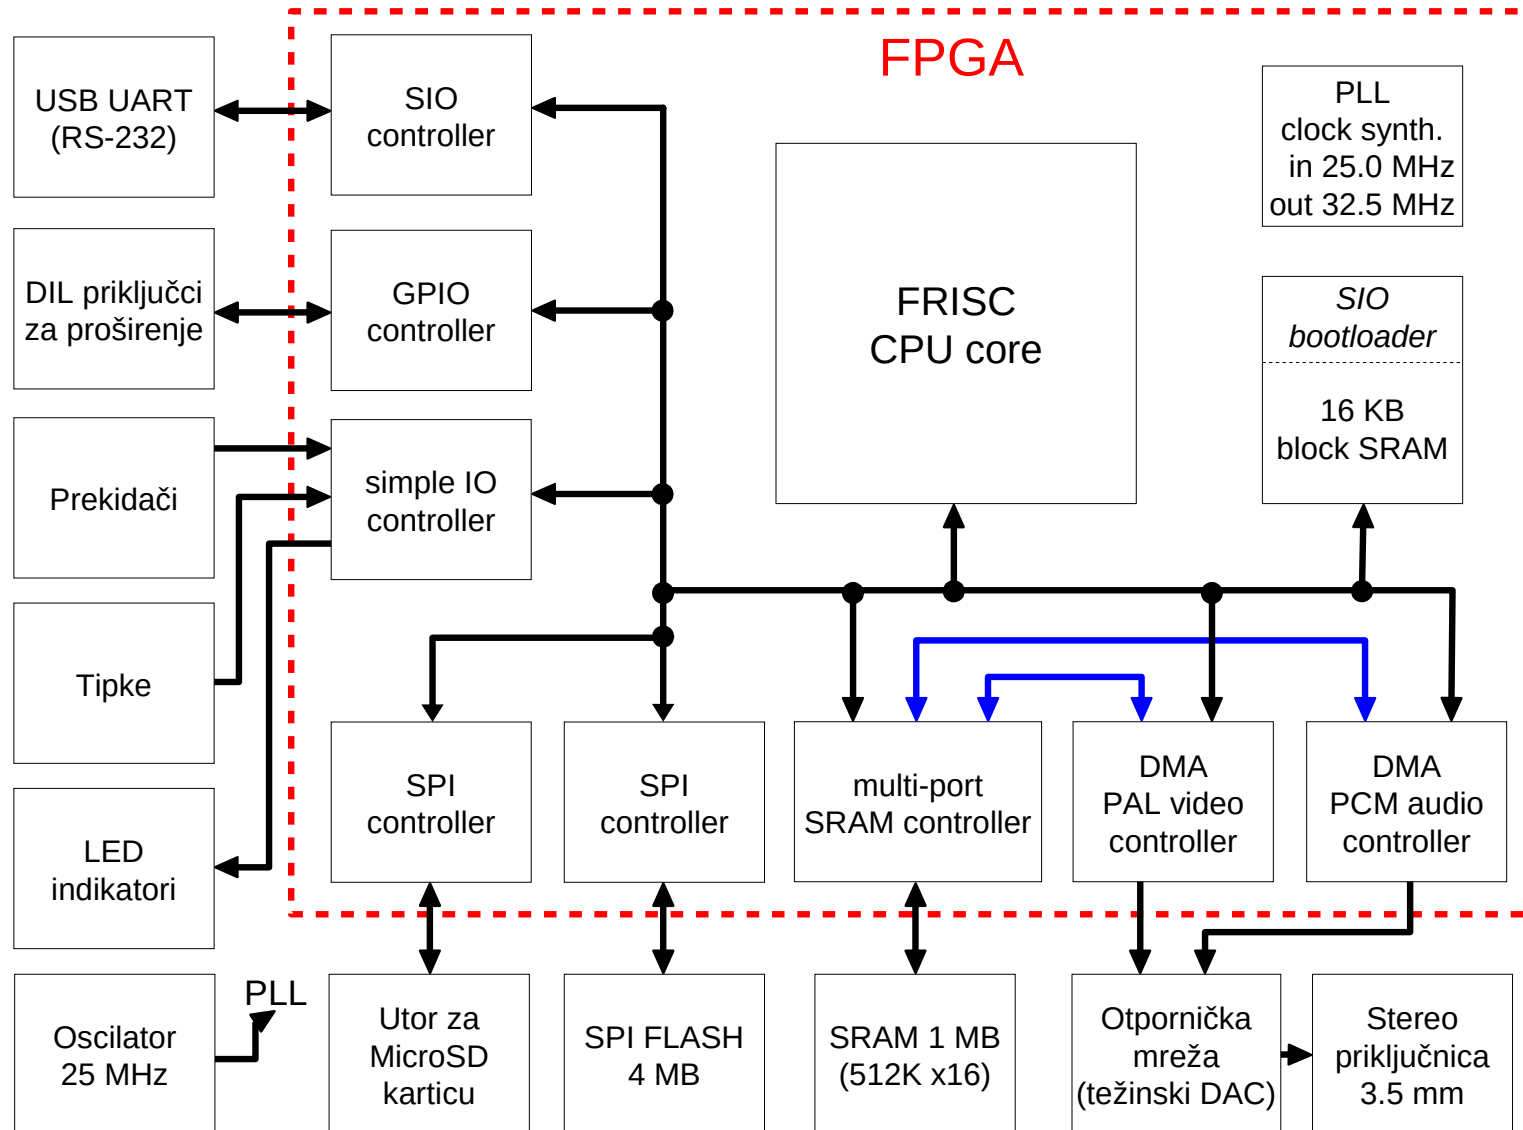 FPGA
USB UART
(RS-232)
SIO
controller
PLL
clock synth.
in 25.0 MHz
out 32.5 MHz
DIL priključci
za proširenje
GPIO
controller
FRISC
CPU core
SIO
bootloader
16 KB
block SRAM
Prekidači
simple IO
controller
Tipke
SPI
controller
SPI
controller
multi-port
SRAM controller
DMA
PAL video
controller
DMA
PCM audio
controller
LED
indikatori
Oscilator
25 MHz
PLL
Utor za
MicroSD
karticu
SPI FLASH
4 MB
SRAM 1 MB
(512K x16)
Otpornička
mreža
(težinski DAC)
Stereo
priključnica
3.5 mm